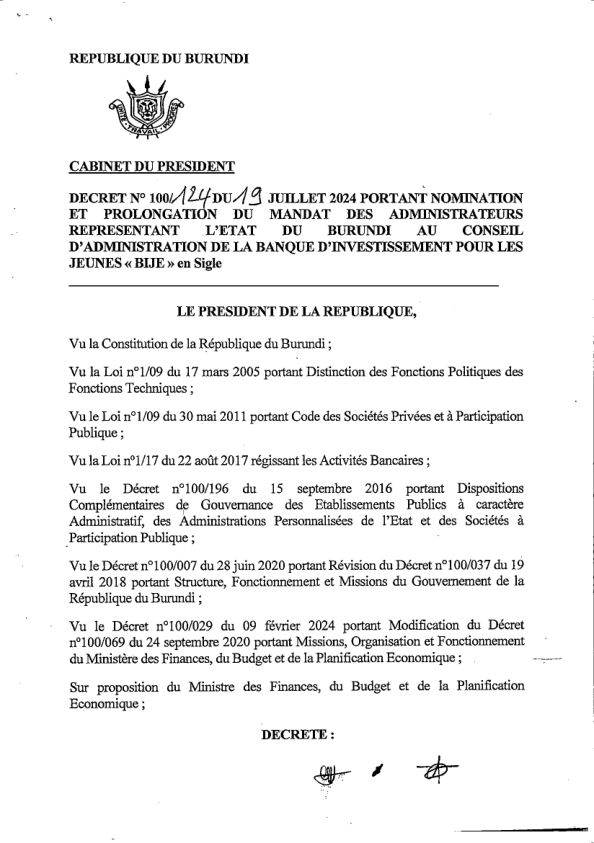 REPUBLIQUE DU BURUNDI
UNITE - TRAVAIL - PROGRES
CABINET DU PRESIDENT
DECRET N° 100/124 DU 19 JUILLET 2024 PORTANT NOMINATION
ET PROLONGATION DU MANDAT DES ADMINISTRATEURS
REPRESENTANT L'ETAT DU BURUNDI AU CONSEIL
D'ADMINISTRATION DE LA BANQUE D'INVESTISSEMENT POUR LES
JEUNES « BIJE » en Sigle
LE PRESIDENT DE LA REPUBLIQUE,
Vu la Constitution de la République du Burundi ;
Vu la Loi n°1/09 du 17 mars 2005 portant Distinction des Fonctions Politiques des
Fonctions Techniques ;
Vu le Loi n°1/09 du 30 mai 2011 portant Code des Sociétés Privées et à Participation
Publique ;
Vu la Loi n°1/17 du 22 août 2017 régissant les Activités Bancaires ;
Vu le Décret n°100/196 du 15 septembre 2016 portant Dispositions
Complémentaires de Gouvernance des Etablissements Publics à caractère
Administratif, des Administrations Personnalisées de l'Etat et des Sociétés à
Participation Publique ;
Vu le Décret n°100/007 du 28 juin 2020 portant Révision du Décret n°100/037 du 19
avril 2018 portant Structure, Fonctionnement et Missions du Gouvernement de la
République du Burundi ;
Vu le Décret n°100/029 du 09 février 2024 portant Modification du Décret
n°100/069 du 24 septembre 2020 portant Missions, Organisation et Fonctionnement
du Ministère des Finances, du Budget et de la Planification Economique ;
Sur proposition du Ministre des Finances, du Budget et de la Planification
Economique ;
DECRETE :